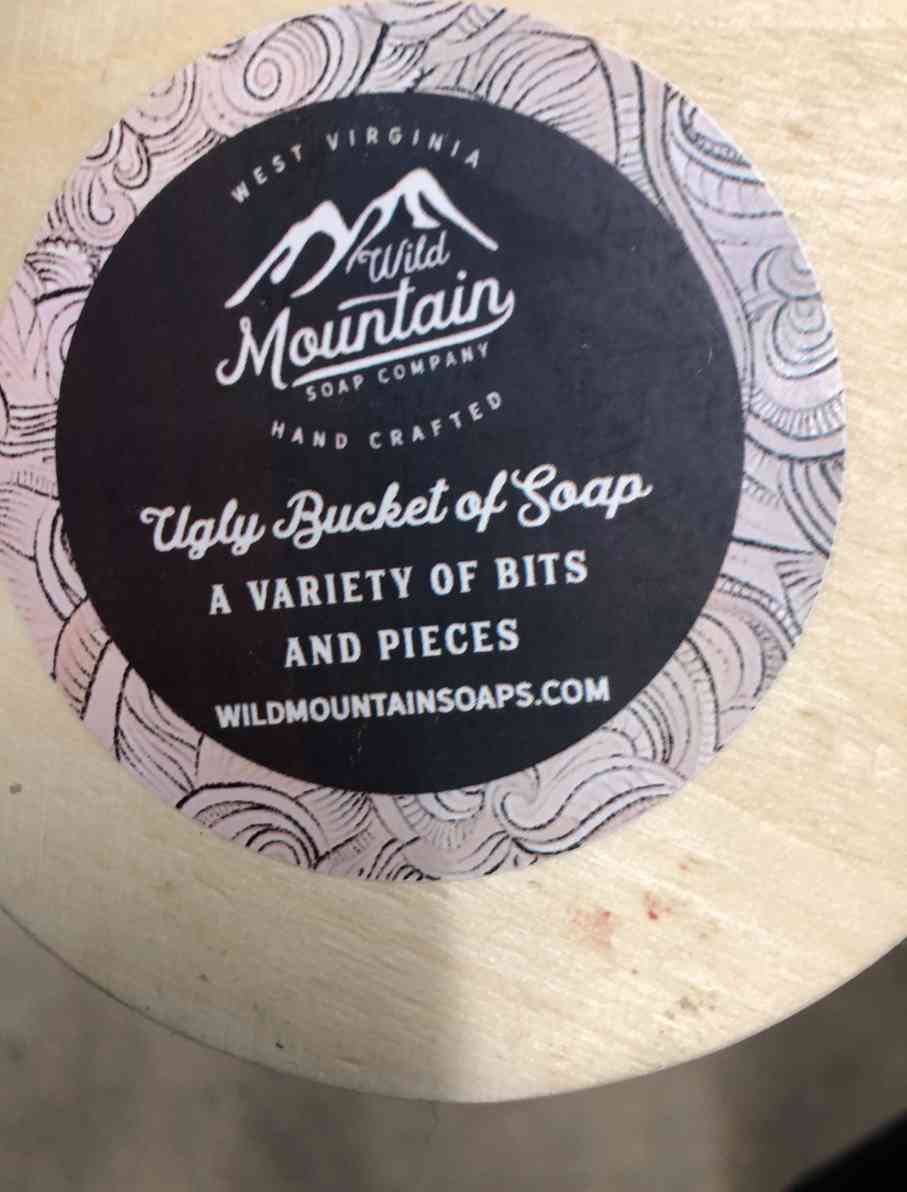 WEST VIRGINIA
Wild
Mountain
SOAP COMPANY
HAND CRAFTED
Ugly Bucket of Soap
A VARIETY OF BITS
AND PIECES
WILDMOUNTAINSOAPS.COM